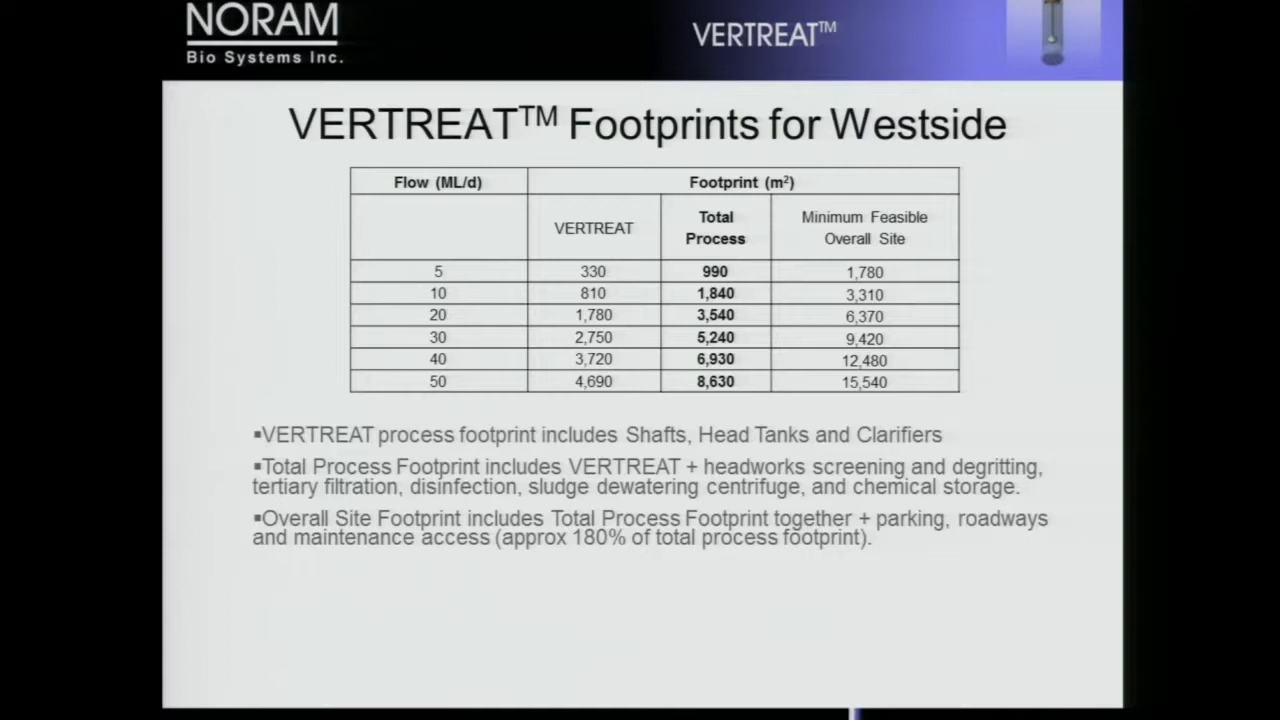 NORAM
Bio Systems Inc.
VERTREAT™
VERTREAT™ Footprints for Westside
Flow (ML/d) Footprint (m²)
VERTREAT Total Process Minimum Feasible Overall Site
5 330 990 1,780
10 810 1,840 3,310
20 1,780 3,540 6,370
30 2,750 5,240 9,420
40 3,720 6,930 12,480
50 4,690 8,630 15,540
▪VERTREAT process footprint includes Shafts, Head Tanks and Clarifiers
▪Total Process Footprint includes VERTREAT + headworks screening and degritting,
tertiary filtration, disinfection, sludge dewatering centrifuge, and chemical storage.
▪Overall Site Footprint includes Total Process Footprint together + parking, roadways
and maintenance access (approx 180% of total process footprint).